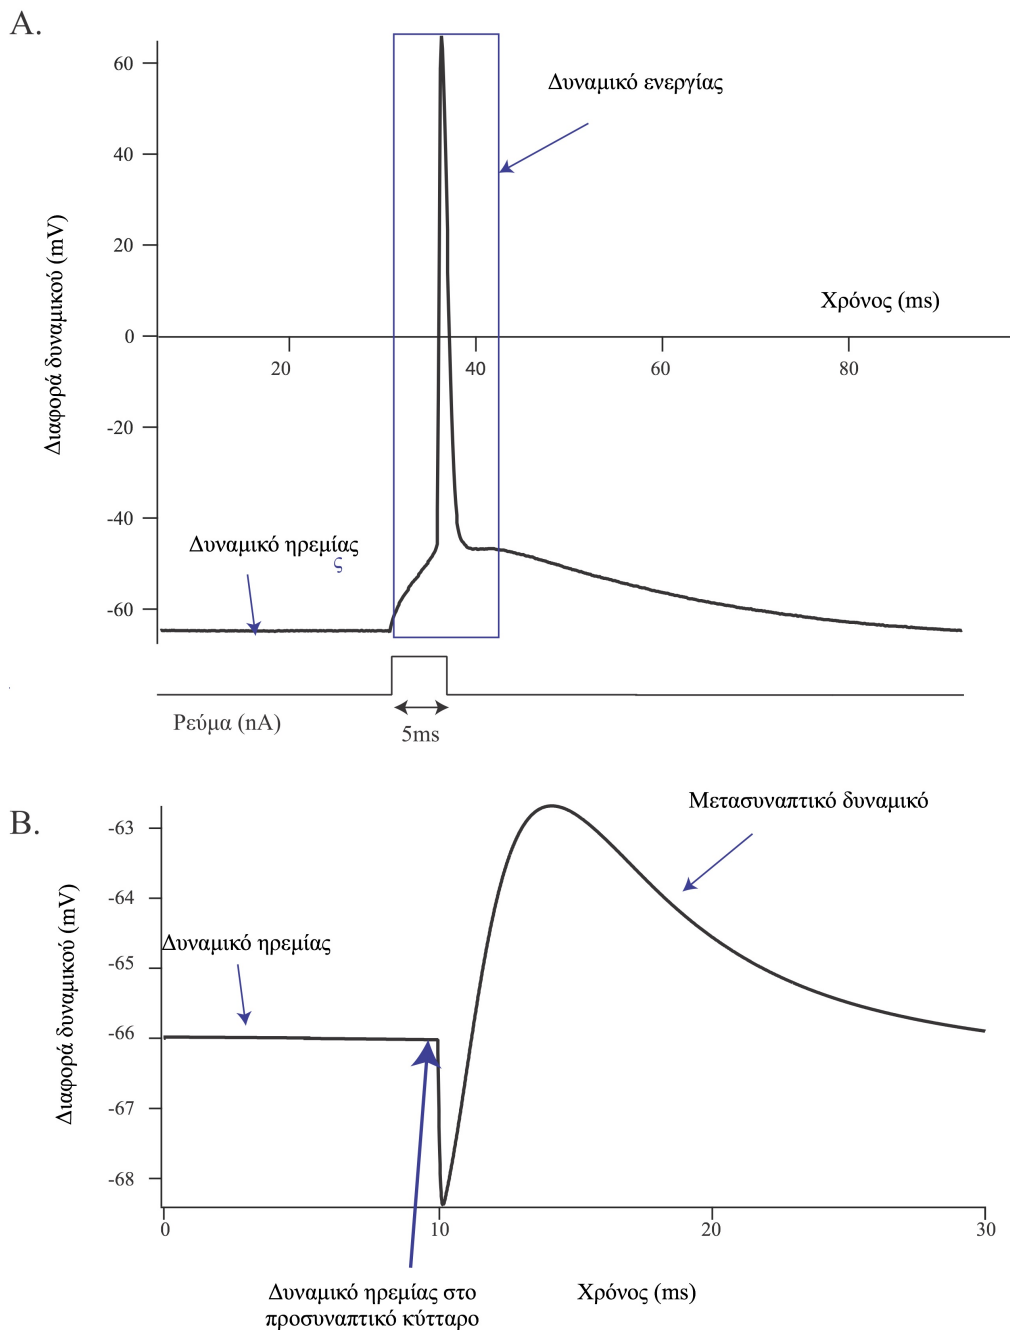 A.
60
Δυναμικό ενεργίας
40
20
Χρόνος (ms)
Διαφορά δυναμικού (mV)
0
20 40 60 80
-20
-40
Δυναμικό ηρεμίας
ς
-60
Ρεύμα (nA)
5ms
B.
Μετασυναπτικό δυναμικό
-63
-64
Διαφορά δυναμικού (mV)
Δυναμικό ηρεμίας
-65
-66
-67
-68
0 10 20 30
Δυναμικό ηρεμίας στο
προσυναπτικό κύτταρο
Χρόνος (ms)